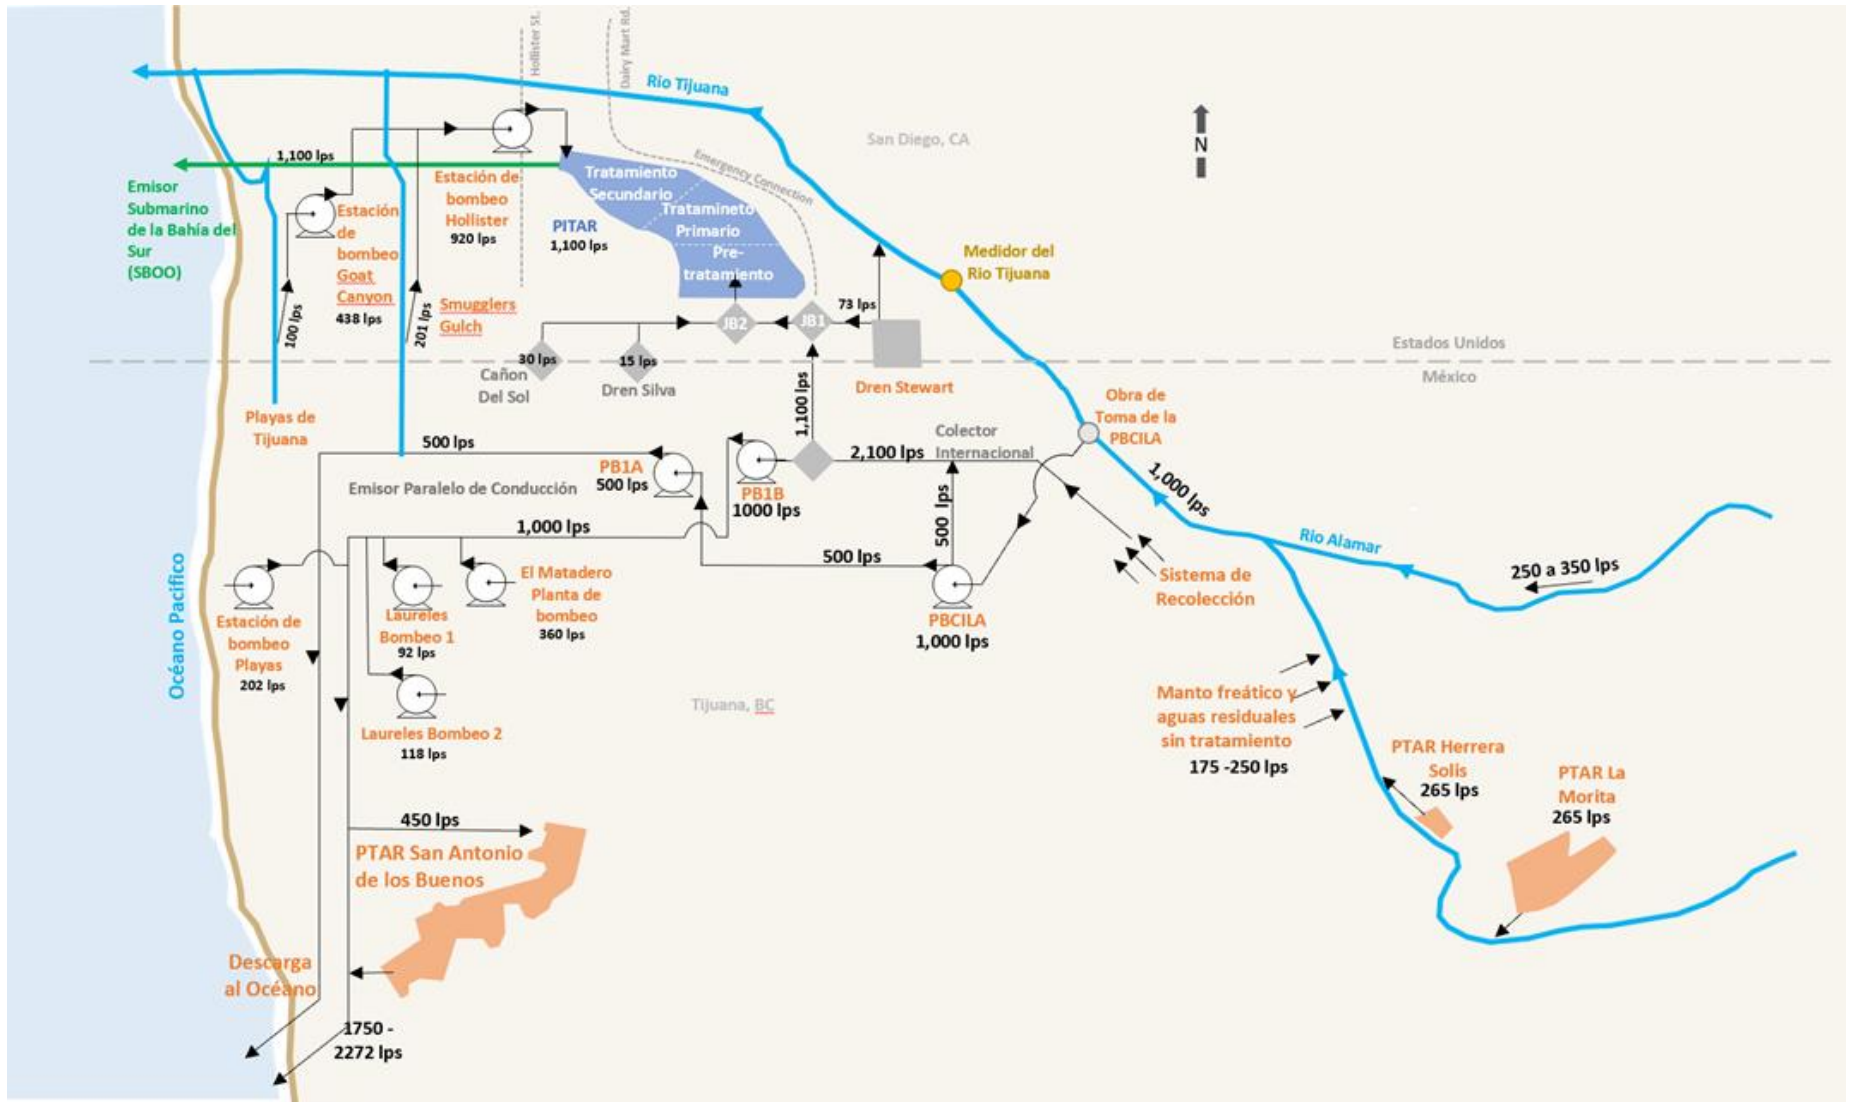 Hollister St.
Dairy Mart Rd.
Rio Tijuana
San Diego, CA
N
Emergency Connection
1,100 lps
Emisor
Submarino
de la Bahía del
Sur
(SBOO)
Estación
de
bombeo
Goat
Canyon
438 lps
Estación de
bombeo
Hollister
920 lps
PITAR
1,100 lps
Tratamiento
Secundario
Tratamineto
Primario
Pre-
tratamiento
Medidor del
Rio Tijuana
100 lps
201 lps
Smugglers
Gulch
JB2
JB1
73 lps
30 lps
15 lps
Cañon
Del Sol
Dren Silva
Dren Stewart
Estados Unidos
México
Playas de
Tijuana
Obra de
Toma de la
PBCILA
1,100 lps
500 lps
PB1A
500 lps
PB1B
1000 lps
2,100 lps
Colector
Internacional
1,000 lps
Emisor Paralelo de Conducción
1,000 lps
500 lps
500 lps
Rio Alamar
250 a 350 lps
Sistema de
Recolección
PBCILA
1,000 lps
Océano Pacifico
Estación de
bombeo
Playas
202 lps
Laureles
Bombeo 1
92 lps
El Matadero
Planta de
bombeo
360 lps
Laureles Bombeo 2
118 lps
Tijuana, BC
Manto freático y
aguas residuales
sin tratamiento
175 -250 lps
PTAR Herrera
Solis
265 lps
PTAR La
Morita
265 lps
450 lps
PTAR San Antonio
de los Buenos
Descarga
al Océano
1750 -
2272 lps